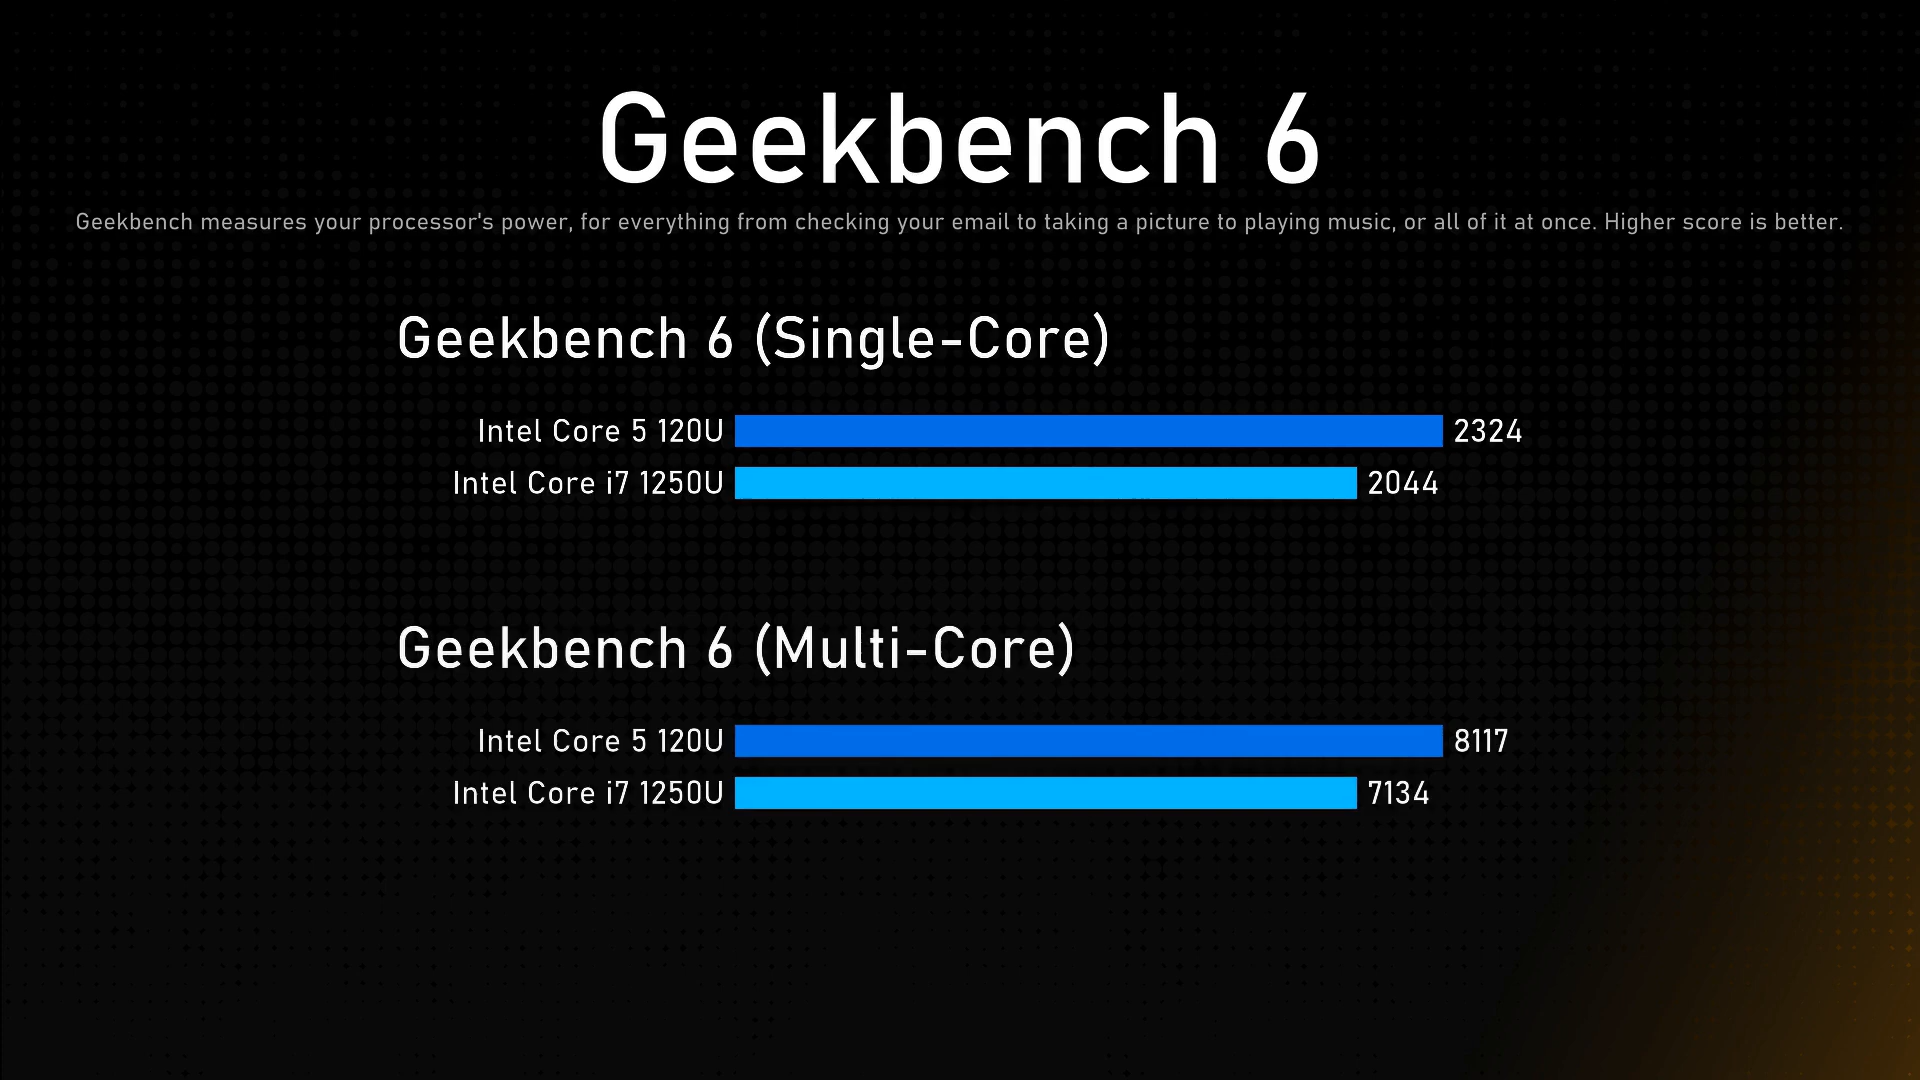 Geekbench 6
Geekbench measures your processor's power, for everything from checking your email to taking a picture to playing music, or all of it at once. Higher score is better.
Geekbench 6 (Single-Core)
Intel Core 5 120U 2324
Intel Core i7 1250U 2044
Geekbench 6 (Multi-Core)
Intel Core 5 120U 8117
Intel Core i7 1250U 7134